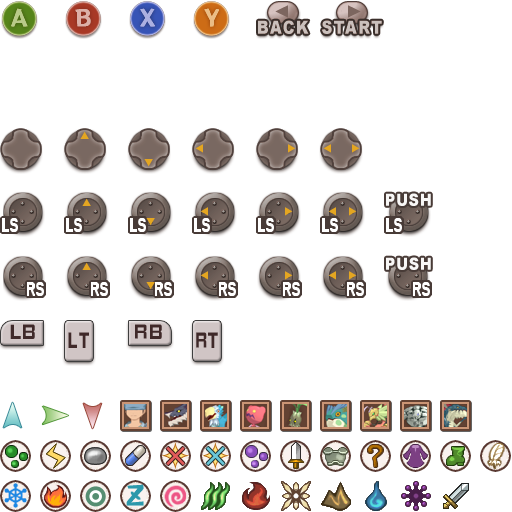 A B X Y BACK START
LS LS LS LS LS LS PUSH LS
RS RS RS RS RS RS PUSH RS
LB LT RB RT
?
Z